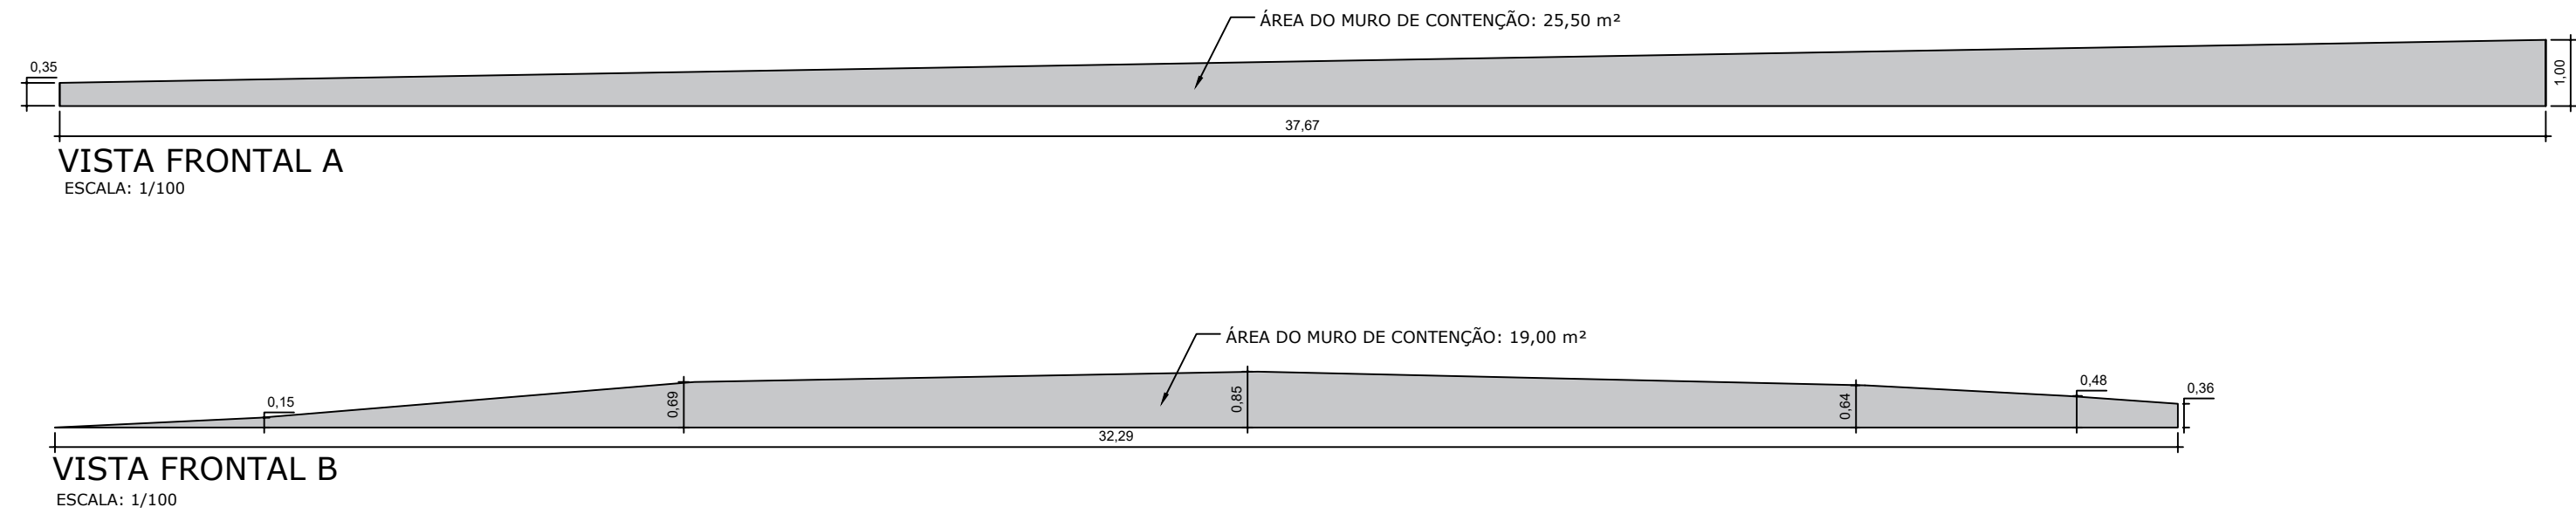 ÁREA DO MURO DE CONTENÇÃO: 25,50 m²
0,35
1,00
37,67
VISTA FRONTAL A
ESCALA: 1/100
ÁREA DO MURO DE CONTENÇÃO: 19,00 m²
0,15
0,69
0,85
0,64
0,48
0,36
32,29
VISTA FRONTAL B
ESCALA: 1/100